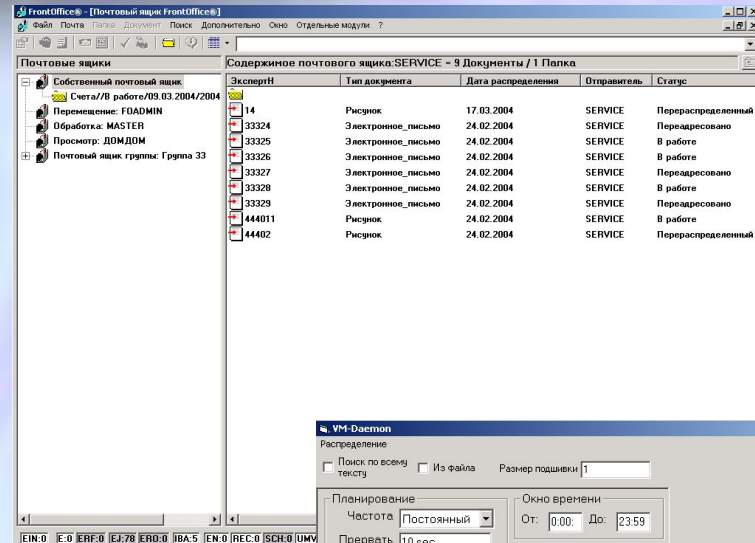 FrontOffice® - [Почтовый ящик FrontOffice®]
Файл Почта Папка Документ Поиск Дополнительно Окно Отдельные модули ?
Почтовые ящики
Содержимое почтового ящика:SERVICE - 9 Документы / 1 Папка
Собственный почтовый ящик
Счета//В работе/09.03.2004/2004
Перемещение: FOADMIN
Обработка: MASTER
Просмотр: ДОМДОМ
Почтовый ящик группы: Группа 33
ЭкспертН Тип документа Дата распределения Отправитель Статус
14 Рисунок 17.03.2004 SERVICE Перераспределенный
33324 Электронное_письмо 24.02.2004 SERVICE Переадресовано
33325 Электронное_письмо 24.02.2004 SERVICE В работе
33326 Электронное_письмо 24.02.2004 SERVICE В работе
33327 Электронное_письмо 24.02.2004 SERVICE Переадресовано
33328 Электронное_письмо 24.02.2004 SERVICE В работе
33329 Электронное_письмо 24.02.2004 SERVICE Переадресовано
444011 Рисунок 24.02.2004 SERVICE В работе
44402 Рисунок 24.02.2004 SERVICE Перераспределенный
VM-Daemon
Распределение
Поиск по всему тексту Из файла Размер подшивки 1
Планирование Окно времени
Частота Постоянный От: 0:00: До: 23:59
Прервать 10 сек
EIN:0 E:0 ERF:0 EJ:78 ERO:0 IBA:5 EN:0 REC:0 SCH:0 UMV